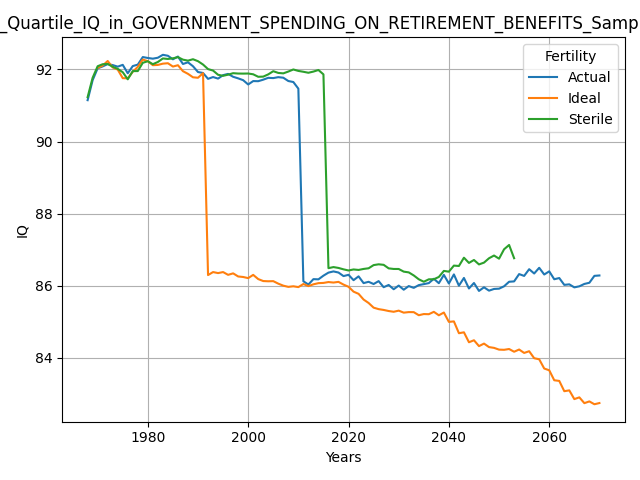 _Quartile_IQ_in_GOVERNMENT_SPENDING_ON_RETIREMENT_BENEFITS_Samp
Fertility
Actual
Ideal
Sterile
92
90
88
86
84
IQ
1980
2000
2020
2040
2060
Years